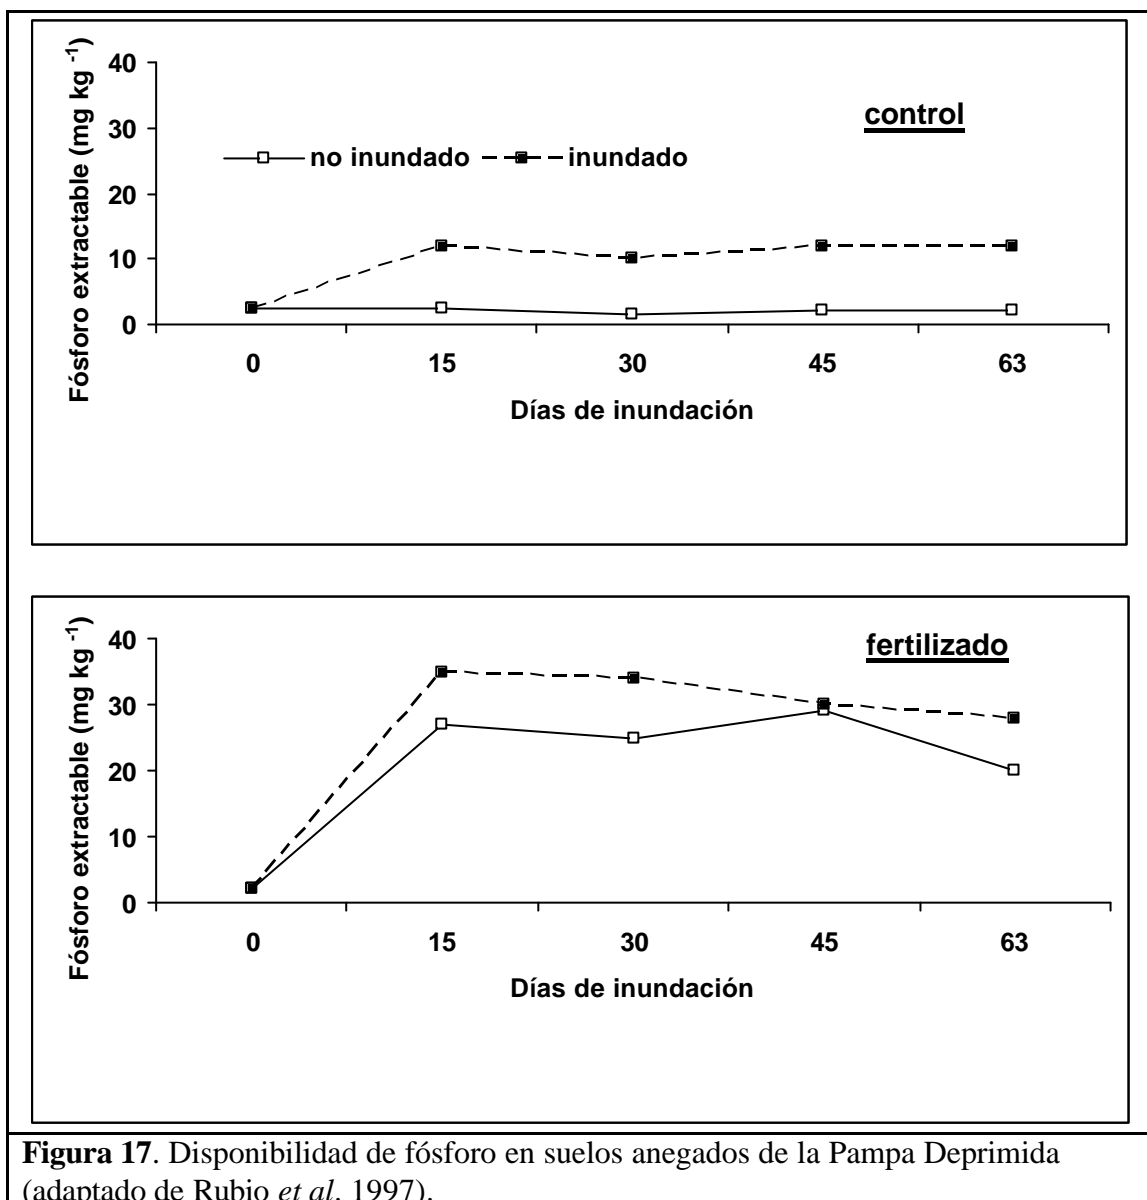 Fósforo extractable (mg kg -1)
40
30
20
10
0
control
no inundado
inundado
0 15 30 45 63
Días de inundación
Fósforo extractable (mg kg -1)
40
30
20
10
0
fertilizado
0 15 30 45 63
Días de inundación
Figura 17. Disponibilidad de fósforo en suelos anegados de la Pampa Deprimida
(adaptado de Rubio et al. 1997).